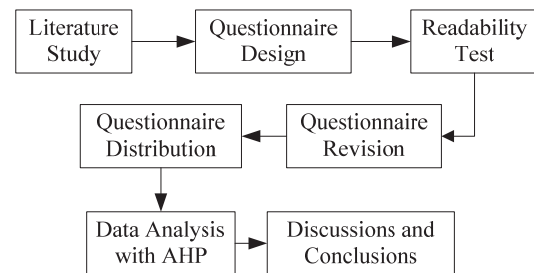 Literature
Study
Questionnaire
Design
Readability
Test
Questionnaire
Revision
Questionnaire
Distribution
Data Analysis
with AHP
Discussions and
Conclusions